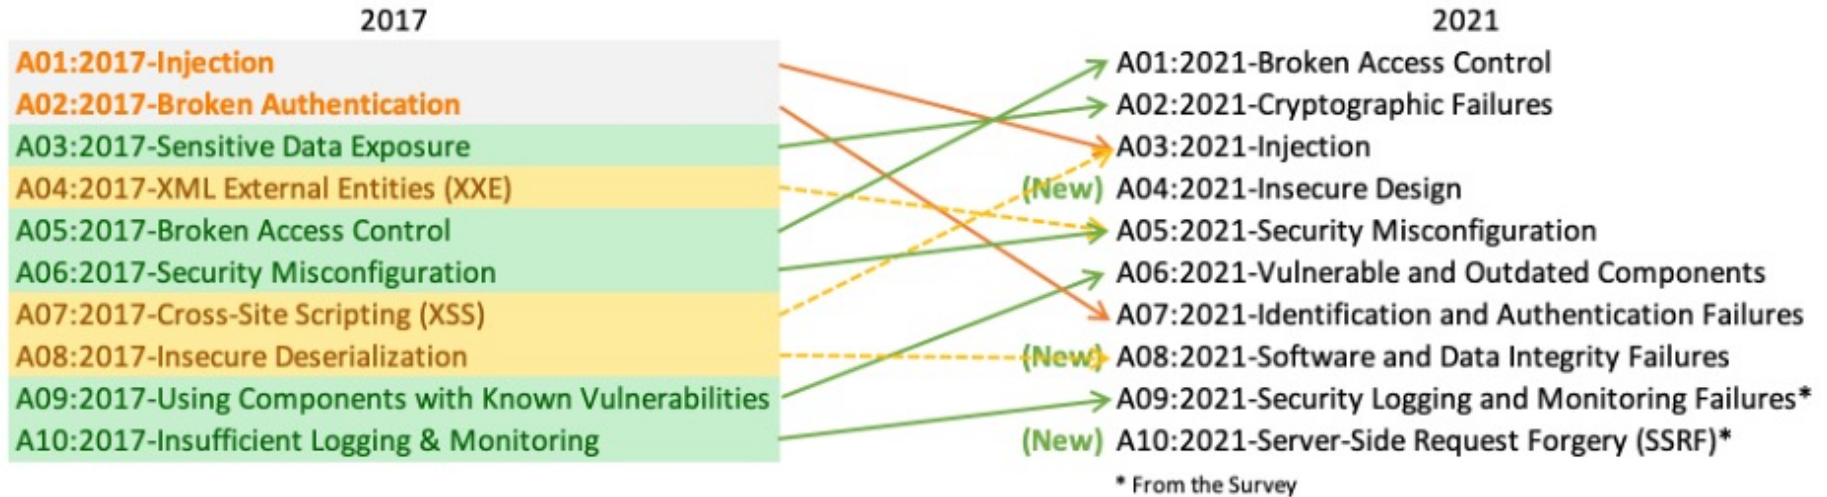 2017
A01:2017-Injection
A02:2017-Broken Authentication
A03:2017-Sensitive Data Exposure
A04:2017-XML External Entities (XXE)
A05:2017-Broken Access Control
A06:2017-Security Misconfiguration
A07:2017-Cross-Site Scripting (XSS)
A08:2017-Insecure Deserialization
A09:2017-Using Components with Known Vulnerabilities
A10:2017-Insufficient Logging & Monitoring
2021
A01:2021-Broken Access Control
A02:2021-Cryptographic Failures
A03:2021-Injection
(New) A04:2021-Insecure Design
A05:2021-Security Misconfiguration
A06:2021-Vulnerable and Outdated Components
A07:2021-Identification and Authentication Failures
(New) A08:2021-Software and Data Integrity Failures
A09:2021-Security Logging and Monitoring Failures*
(New) A10:2021-Server-Side Request Forgery (SSRF)*
* From the Survey